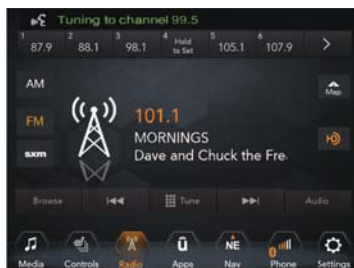 Tuning to channel 99.5
1 87.9 2 88.1 3 98.1 4 Hold to Set 5 105.1 6 107.9
AM
Map
FM
101.1
MORNINGS
sxm
Dave and Chuck the Fre
HD
Browse Tune Audio
û NE
Media Controls Radio Apps Nav Phone Settings